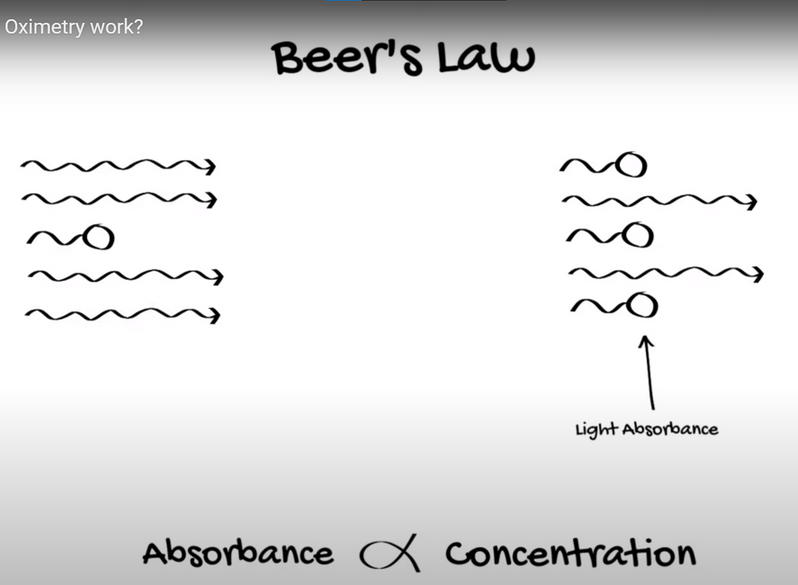 Oximetry work?
Beer's Law
Light Absorbance
Absorbance ∝ Concentration